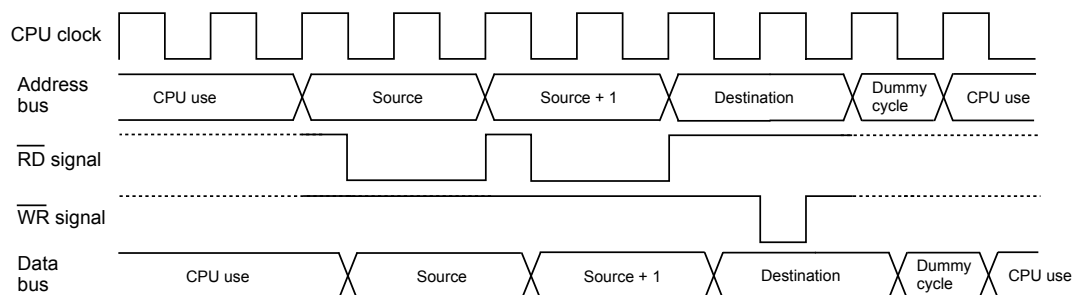 CPU clock
Address
bus
CPU use
Source
Source + 1
Destination
Dummy
cycle
CPU use
RD signal
WR signal
Data
bus
CPU use
Source
Source + 1
Destination
Dummy
cycle
CPU use